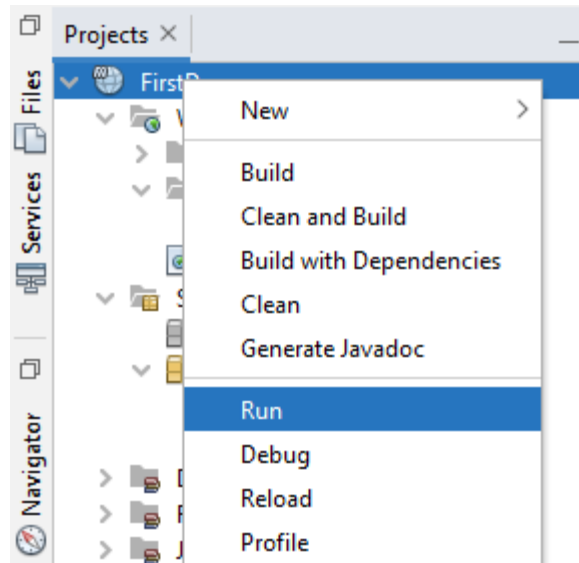 Projects
Files
Services
Navigator
New
Build
Clean and Build
Build with Dependencies
Clean
Generate Javadoc
Run
Debug
Reload
Profile